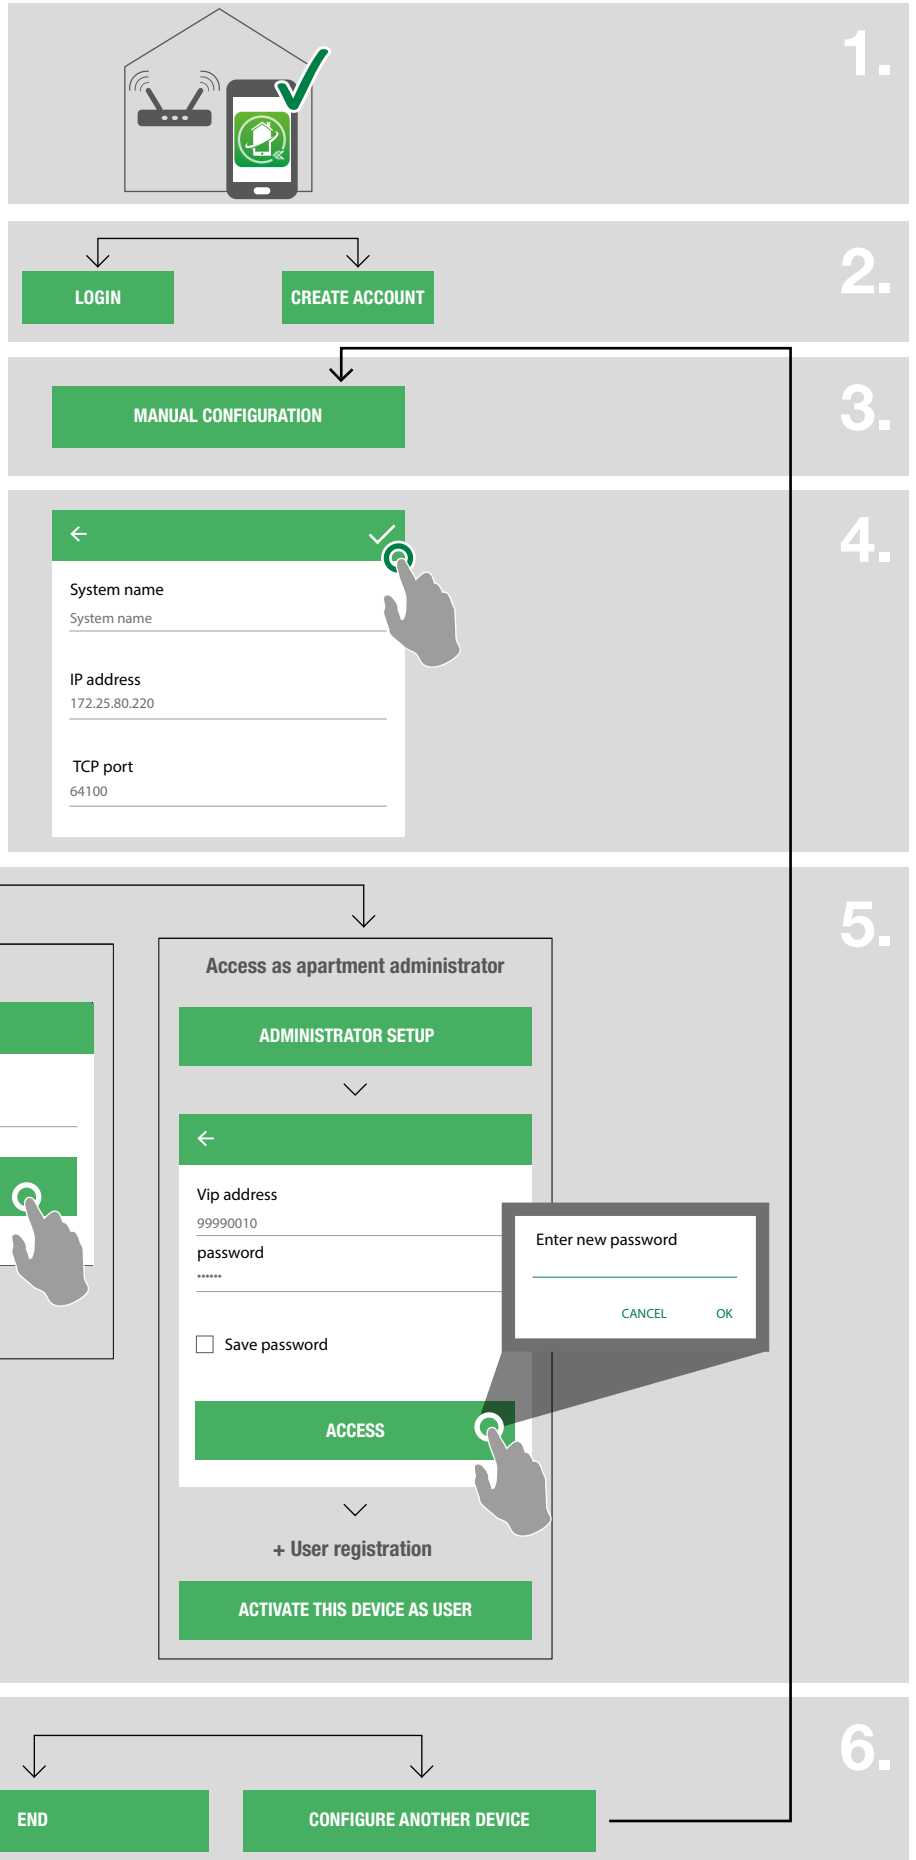 1.
2.
LOGIN
CREATE ACCOUNT
3.
MANUAL CONFIGURATION
4.
System name
System name
IP address
172.25.80.220
TCP port
64100
5.
Access as apartment administrator
ADMINISTRATOR SETUP
Vip address
99990010
password
••••••
Save password
ACCESS
Enter new password
CANCEL OK
+ User registration
ACTIVATE THIS DEVICE AS USER
6.
END
CONFIGURE ANOTHER DEVICE